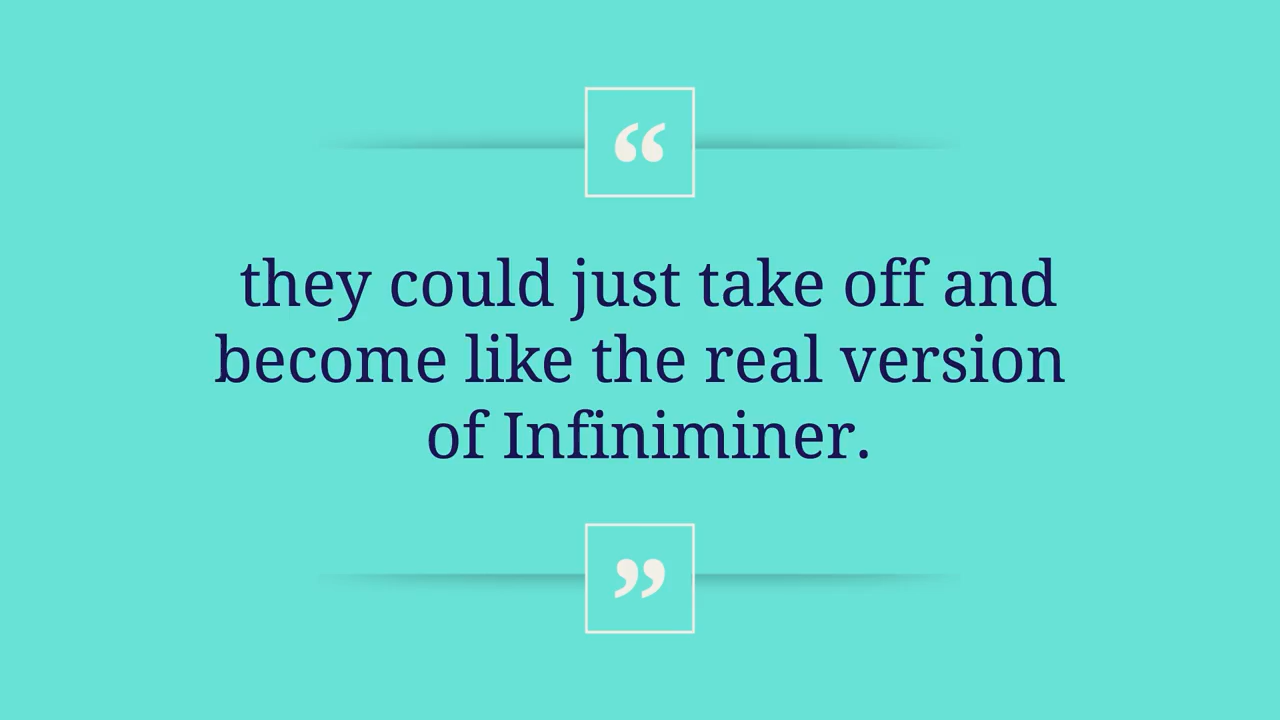 “
they could just take off and
become like the real version
of Infiniminer.
”